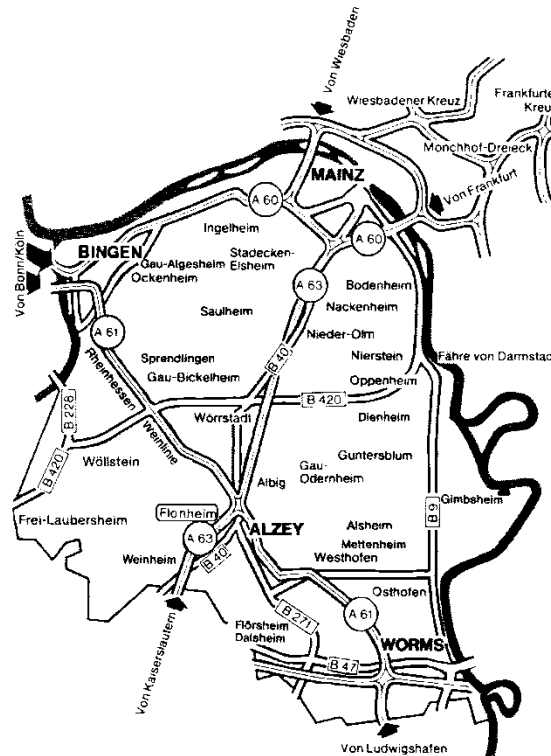 Von Wiesbaden
Wiesbadener Kreuz
Frankfurte
Kreu
Monchhof-Dreieck
MAINZ
Von Frankfurt
A 60
Ingelheim
A 60
BINGEN
Stadecken-
Elsheim
Gau-Algesheim
Ockenheim
Von Bonn/Köln
A 63
Bodenheim
Nackenheim
Saulheim
A 61
Nieder-Olm
Rheinhessen
Weinlinie
Sprendlingen
B 40
Nierstein
Fähre von Darmstad
Gau-Bickelheim
Oppenheim
B 228
Wörrstadt
B 420
Dienheim
B 420
Wöllstein
Guntersblum
Gau-
Odernheim
Albig
B 9
Gimbsheim
Flonheim
Frei-Laubersheim
ALZEY
Alsheim
A 63
Mettenheim
Weinheim
B 40
Westhofen
Osthofen
A 61
B 271
Flörsheim
Dalsheim
WORMS
B 47
Von Kaiserslautern
Von Ludwigshafen